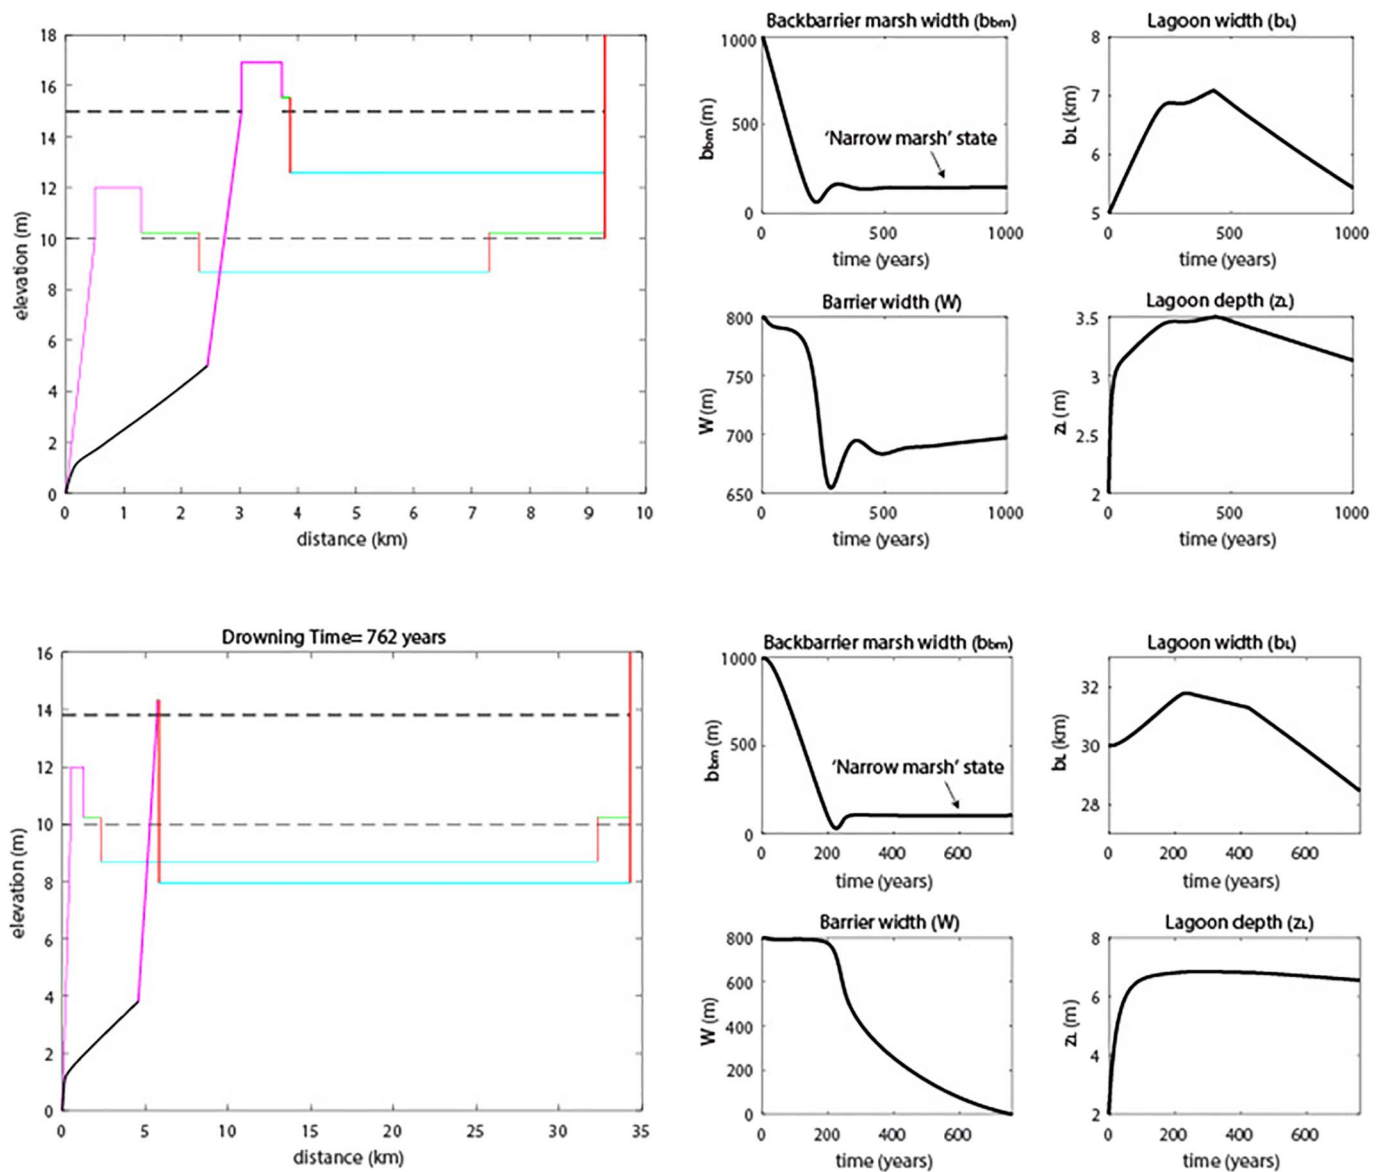 18
16
14
12
10
8
6
4
2
0
elevation (m)
0 1 2 3 4 5 6 7 8 9 10
distance (km)
Backbarrier marsh width (bbm)
1000
500
0
bbm (m)
'Narrow marsh' state
0 500 1000
time (years)
Lagoon width (bL)
8
7
6
5
bL (km)
0 500 1000
time (years)
Barrier width (W)
800
750
700
650
W (m)
0 500 1000
time (years)
Lagoon depth (zL)
3.5
3
2.5
2
zL (m)
0 500 1000
time (years)
Drowning Time= 762 years
16
14
12
10
8
6
4
2
0
elevation (m)
0 5 10 15 20 25 30 35
distance (km)
Backbarrier marsh width (bbm)
1000
500
0
bbm (m)
'Narrow marsh' state
0 200 400 600
time (years)
Lagoon width (bL)
32
30
28
bL (km)
0 200 400 600
time (years)
Barrier width (W)
800
600
400
200
0
W (m)
0 200 400 600
time (years)
Lagoon depth (zL)
8
6
4
2
zL (m)
0 200 400 600
time (years)